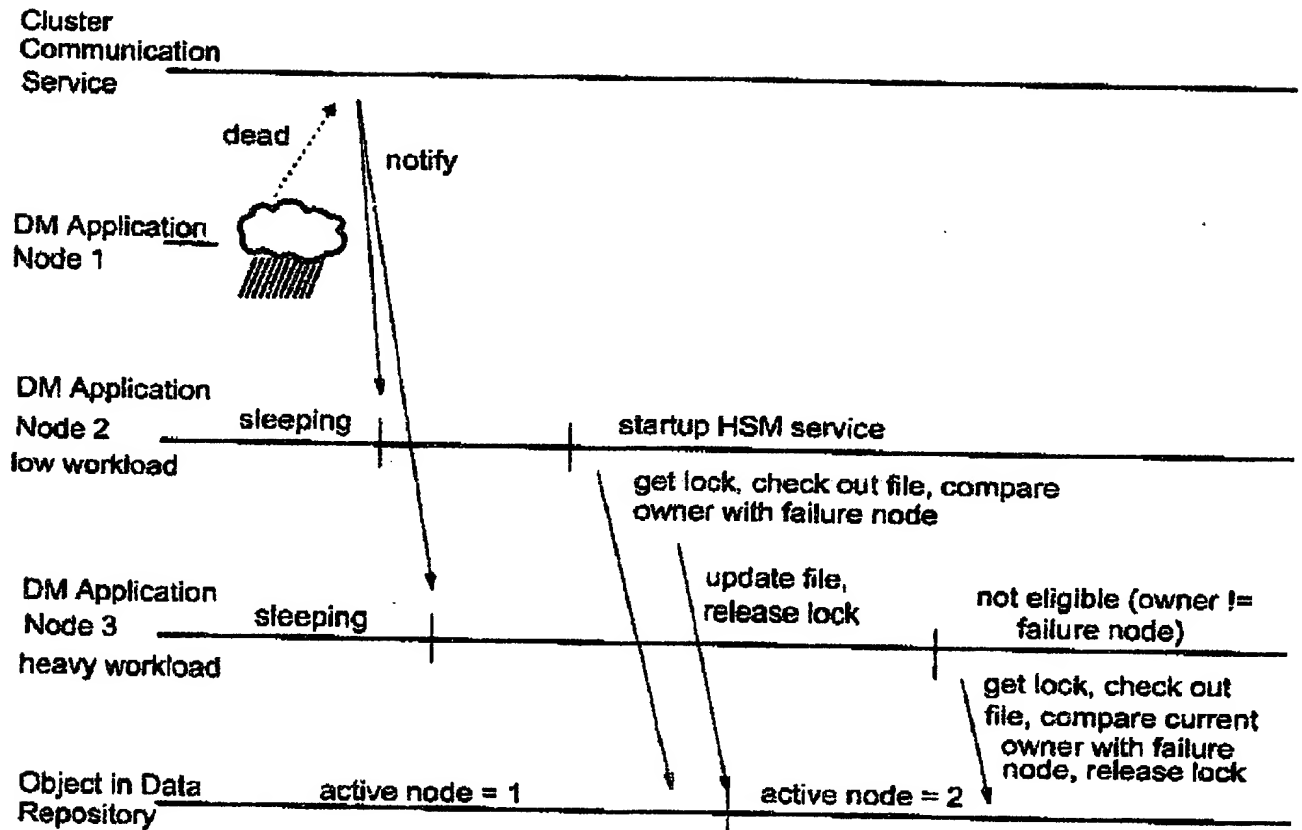 Cluster
Communication
Service
dead
notify
DM Application
Node 1
DM Application
Node 2
low workload
sleeping
startup HSM service
get lock, check out file, compare
owner with failure node
update file,
release lock
DM Application
Node 3
heavy workload
sleeping
not eligible (owner !=
failure node)
get lock, check out
file, compare current
owner with failure
node, release lock
Object in Data
Repository
active node = 1
active node = 2